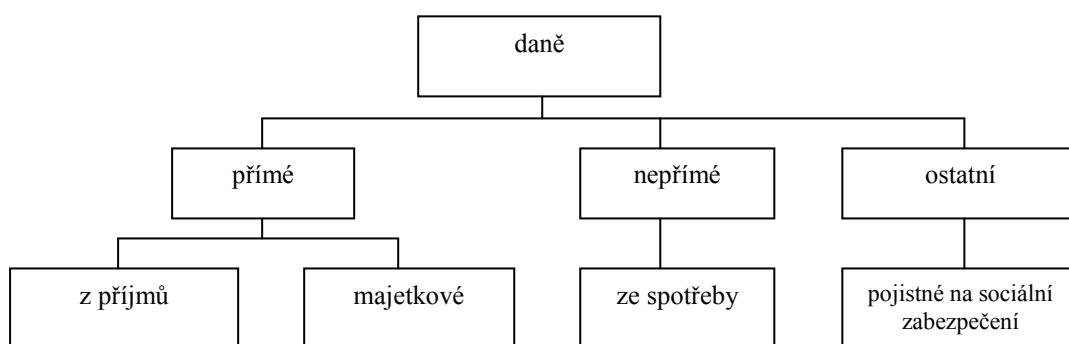 daně
přímé
nepřímé
ostatní
z příjmů
majetkové
ze spotřeby
pojistné na sociální
zabezpečení